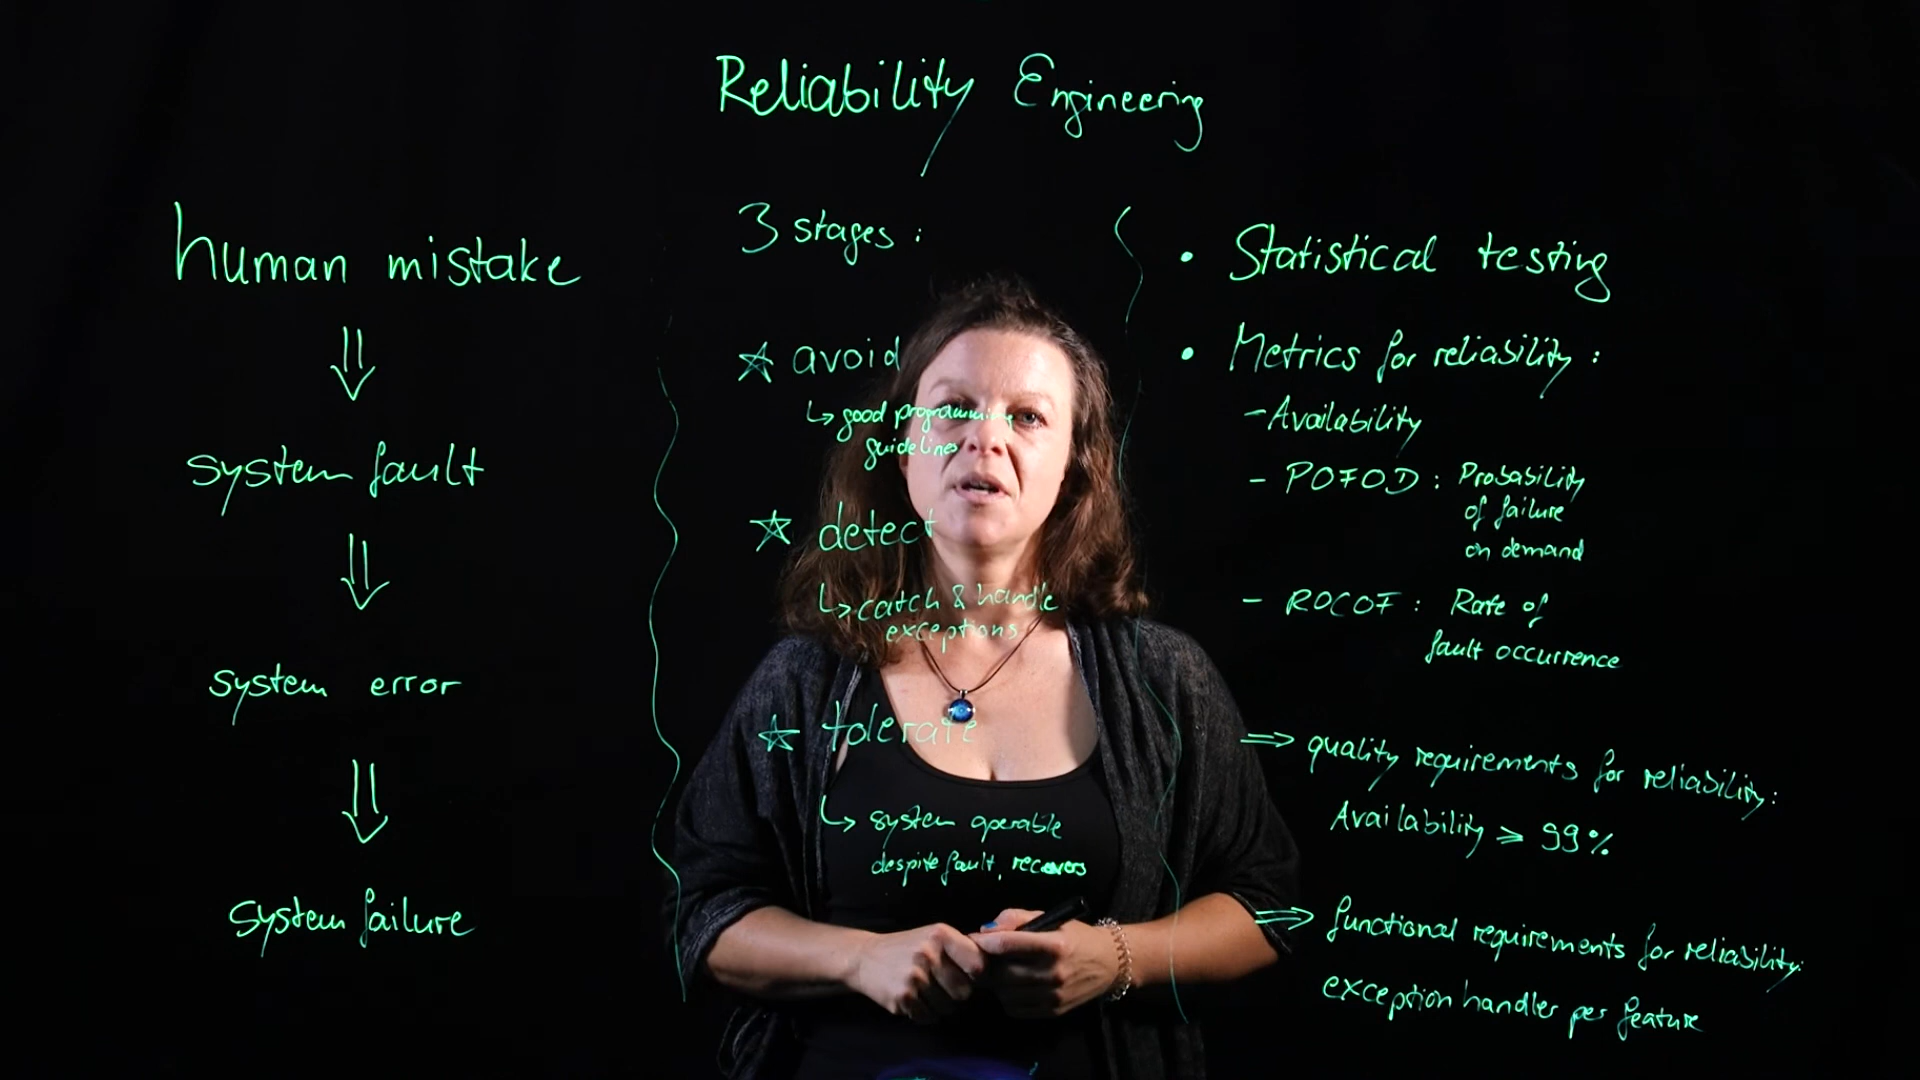 Reliability Engineering
human mistake
⇓
system fault
⇓
system error
⇓
system failure
3 stages :
☆ avoid
↳ good programming
guidelines
☆ detect
↳ catch & handle
exceptions
☆ tolerate
↳ system operable
despite fault, recovers
• Statistical testing
• Metrics for reliability :
- Availability
- POFOD : Probability
of failure
on demand
- ROCOF : Rate of
fault occurrence
⇒ quality requirements for reliability:
Availability ≥ 99%
⇒ functional requirements for reliability:
exception handler per feature